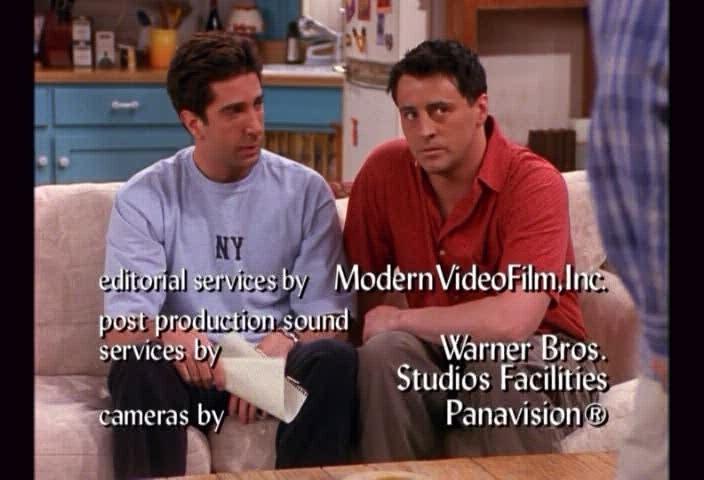 NY
editorial services by ModernVideoFilm,Inc.
post production sound
services by Warner Bros.
Studios Facilities
cameras by Panavision®